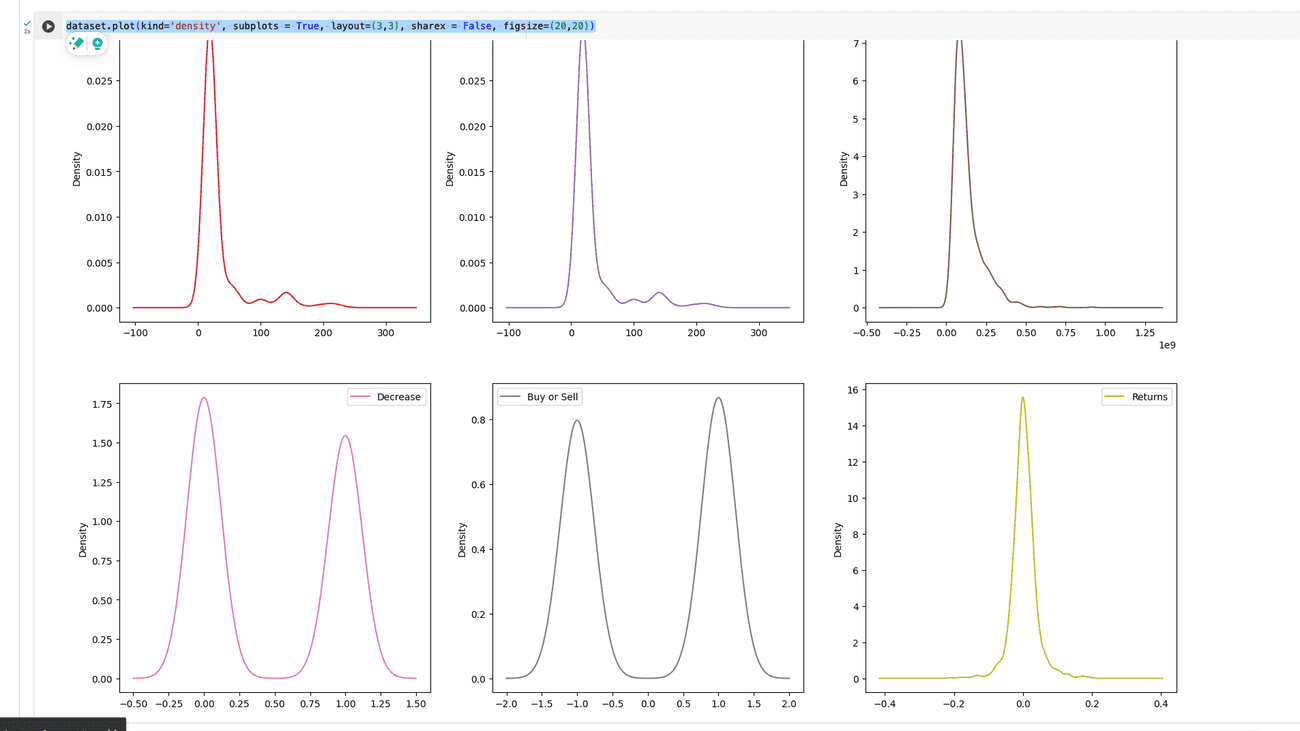 dataset.plot(kind='density', subplots = True, layout=(3,3), sharex = False, figsize=(20,20))
2s
0.025
0.020
0.015
0.010
0.005
0.000
Density
−100 0 100 200 300
0.025
0.020
0.015
0.010
0.005
0.000
Density
−100 0 100 200 300
7
6
5
4
3
2
1
0
Density
−0.50 −0.25 0.00 0.25 0.50 0.75 1.00 1.25
1e9
Decrease
1.75
1.50
1.25
1.00
0.75
0.50
0.25
0.00
Density
−0.50 −0.25 0.00 0.25 0.50 0.75 1.00 1.25 1.50
Buy or Sell
0.8
0.6
0.4
0.2
0.0
Density
−2.0 −1.5 −1.0 −0.5 0.0 0.5 1.0 1.5 2.0
Returns
16
14
12
10
8
6
4
2
0
Density
−0.4 −0.2 0.0 0.2 0.4